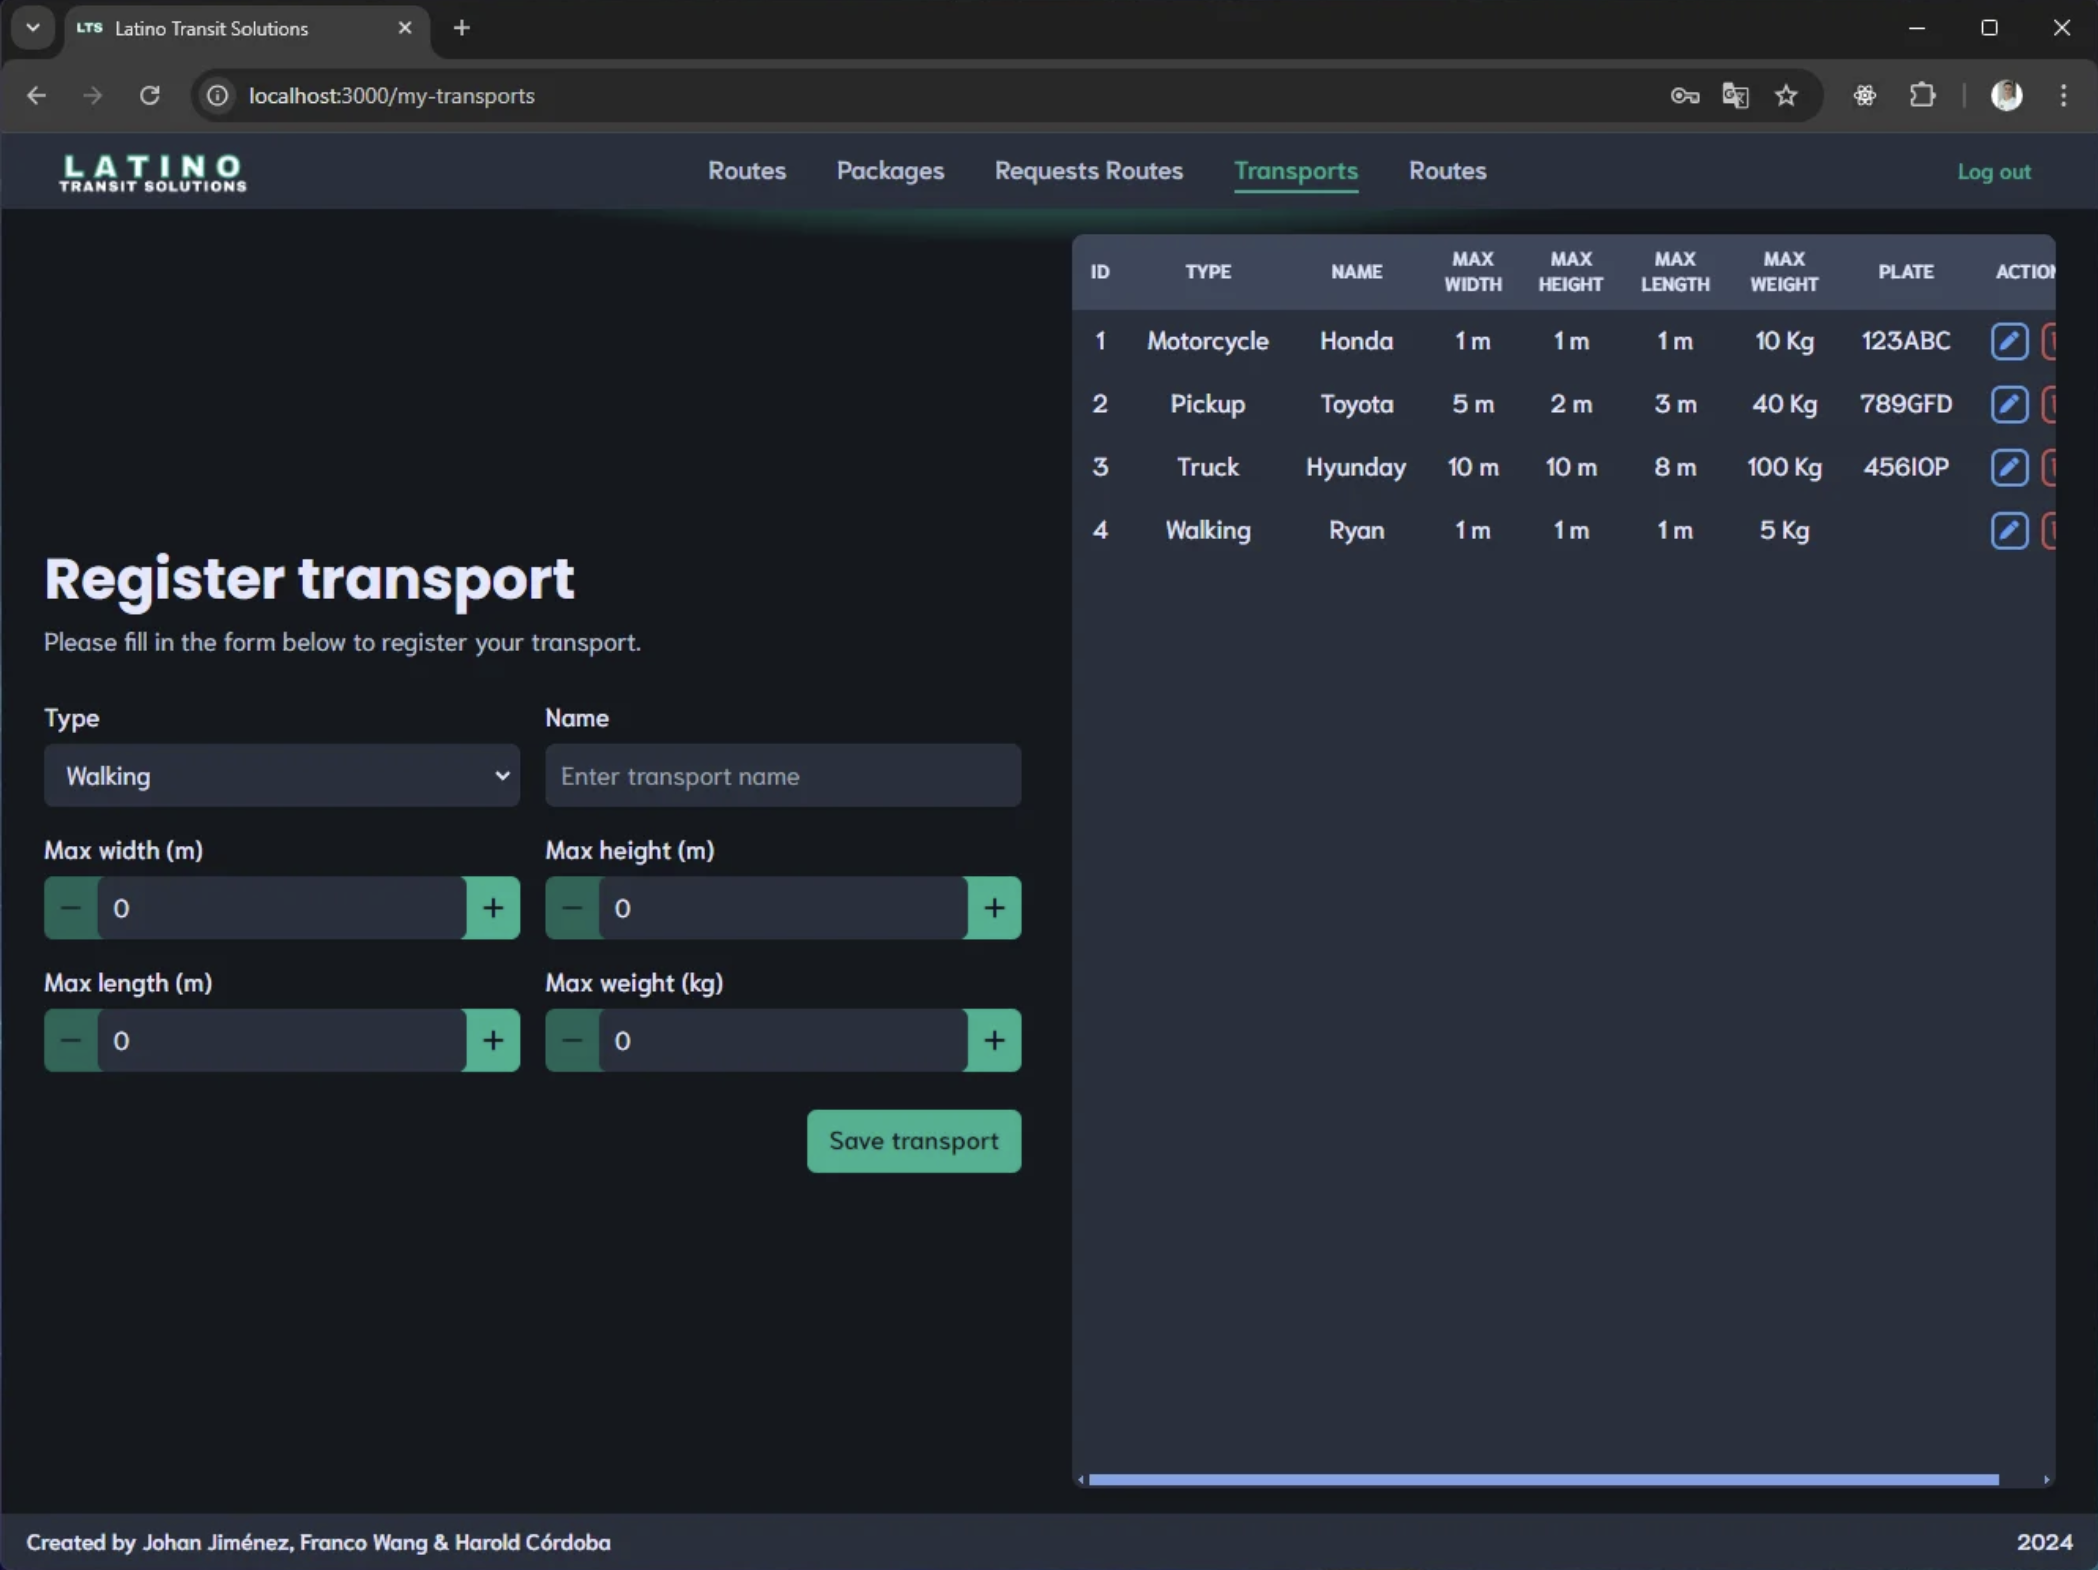 LTS Latino Transit Solutions
localhost:3000/my-transports
LATINO
TRANSIT SOLUTIONS
Routes Packages Requests Routes Transports Routes Log out
Register transport
Please fill in the form below to register your transport.
Type Name
Walking Enter transport name
Max width (m) Max height (m)
− 0 + − 0 +
Max length (m) Max weight (kg)
− 0 + − 0 +
Save transport
ID TYPE NAME MAX WIDTH MAX HEIGHT MAX LENGTH MAX WEIGHT PLATE ACTION
1 Motorcycle Honda 1 m 1 m 1 m 10 Kg 123ABC
2 Pickup Toyota 5 m 2 m 3 m 40 Kg 789GFD
3 Truck Hyunday 10 m 10 m 8 m 100 Kg 456IOP
4 Walking Ryan 1 m 1 m 1 m 5 Kg
Created by Johan Jiménez, Franco Wang & Harold Córdoba 2024